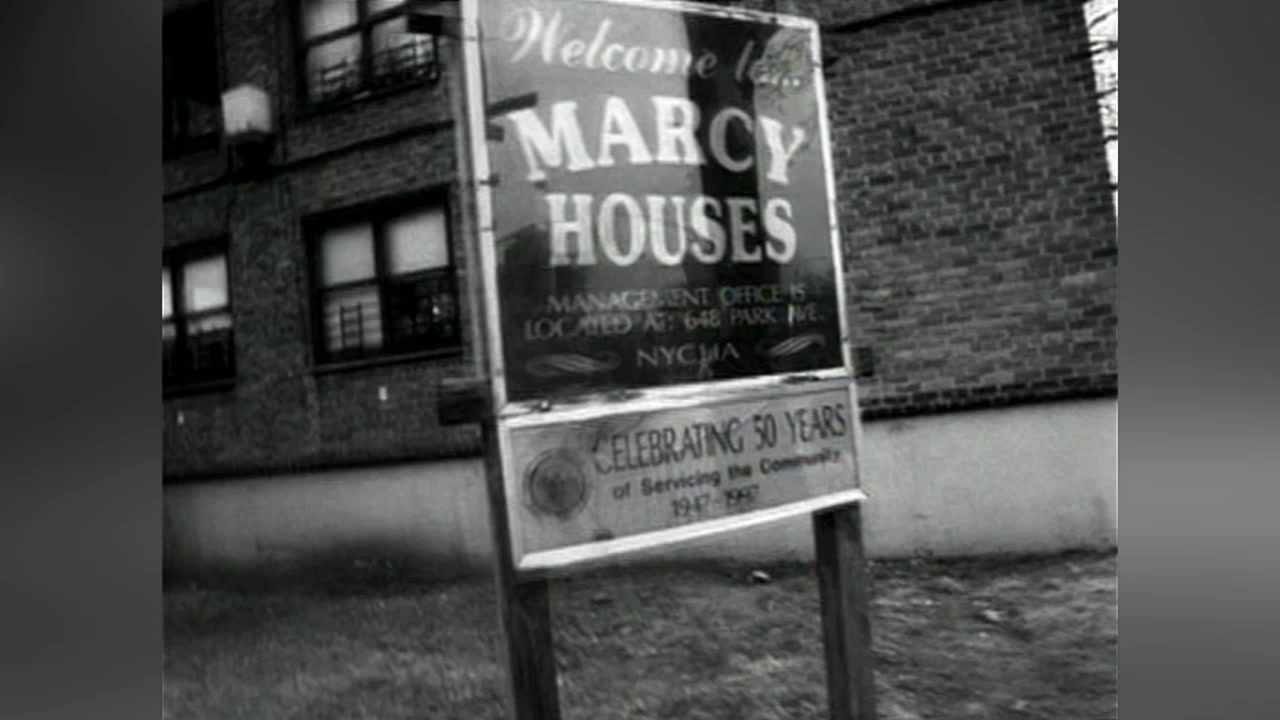 Welcome to...
MARCY
HOUSES
MANAGEMENT OFFICE IS
LOCATED AT: 648 PARK AVE.
NYCHA
CELEBRATING 50 YEARS
of Servicing the Community
1947-1997